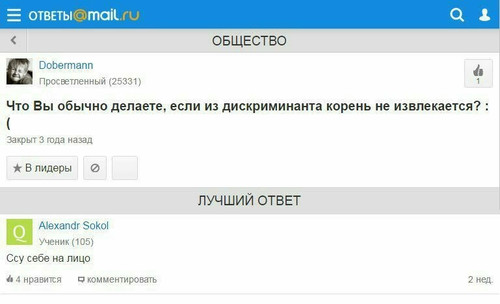 ОТВЕТЫ@mail.ru
ОБЩЕСТВО
Dobermann
Просветленный (25331)
1
Что Вы обычно делаете, если из дискриминанта корень не извлекается? :
(
Закрыт 3 года назад
В лидеры
ЛУЧШИЙ ОТВЕТ
Q
Alexandr Sokol
Ученик (105)
Ссу себе на лицо
4 нравится комментировать 2 нед.